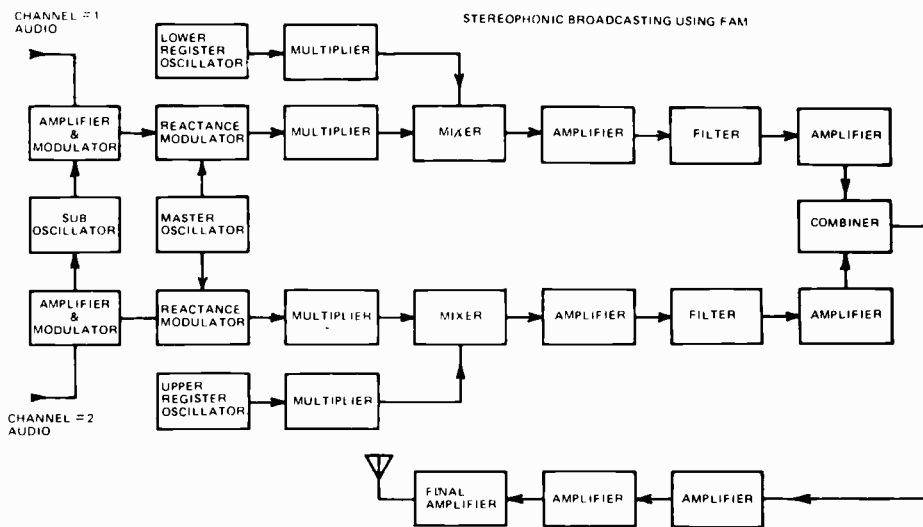 CHANNEL #1
AUDIO
STEREOPHONIC BROADCASTING USING FAM
LOWER
REGISTER
OSCILLATOR
MULTIPLIER
AMPLIFIER
&
MODULATOR
REACTANCE
MODULATOR
MULTIPLIER
MIXER
AMPLIFIER
FILTER
AMPLIFIER
SUB
OSCILLATOR
MASTER
OSCILLATOR
COMBINER
AMPLIFIER
&
MODULATOR
REACTANCE
MODULATOR
MULTIPLIER
MIXER
AMPLIFIER
FILTER
AMPLIFIER
UPPER
REGISTER
OSCILLATOR
MULTIPLIER
CHANNEL #2
AUDIO
FINAL
AMPLIFIER
AMPLIFIER
AMPLIFIER